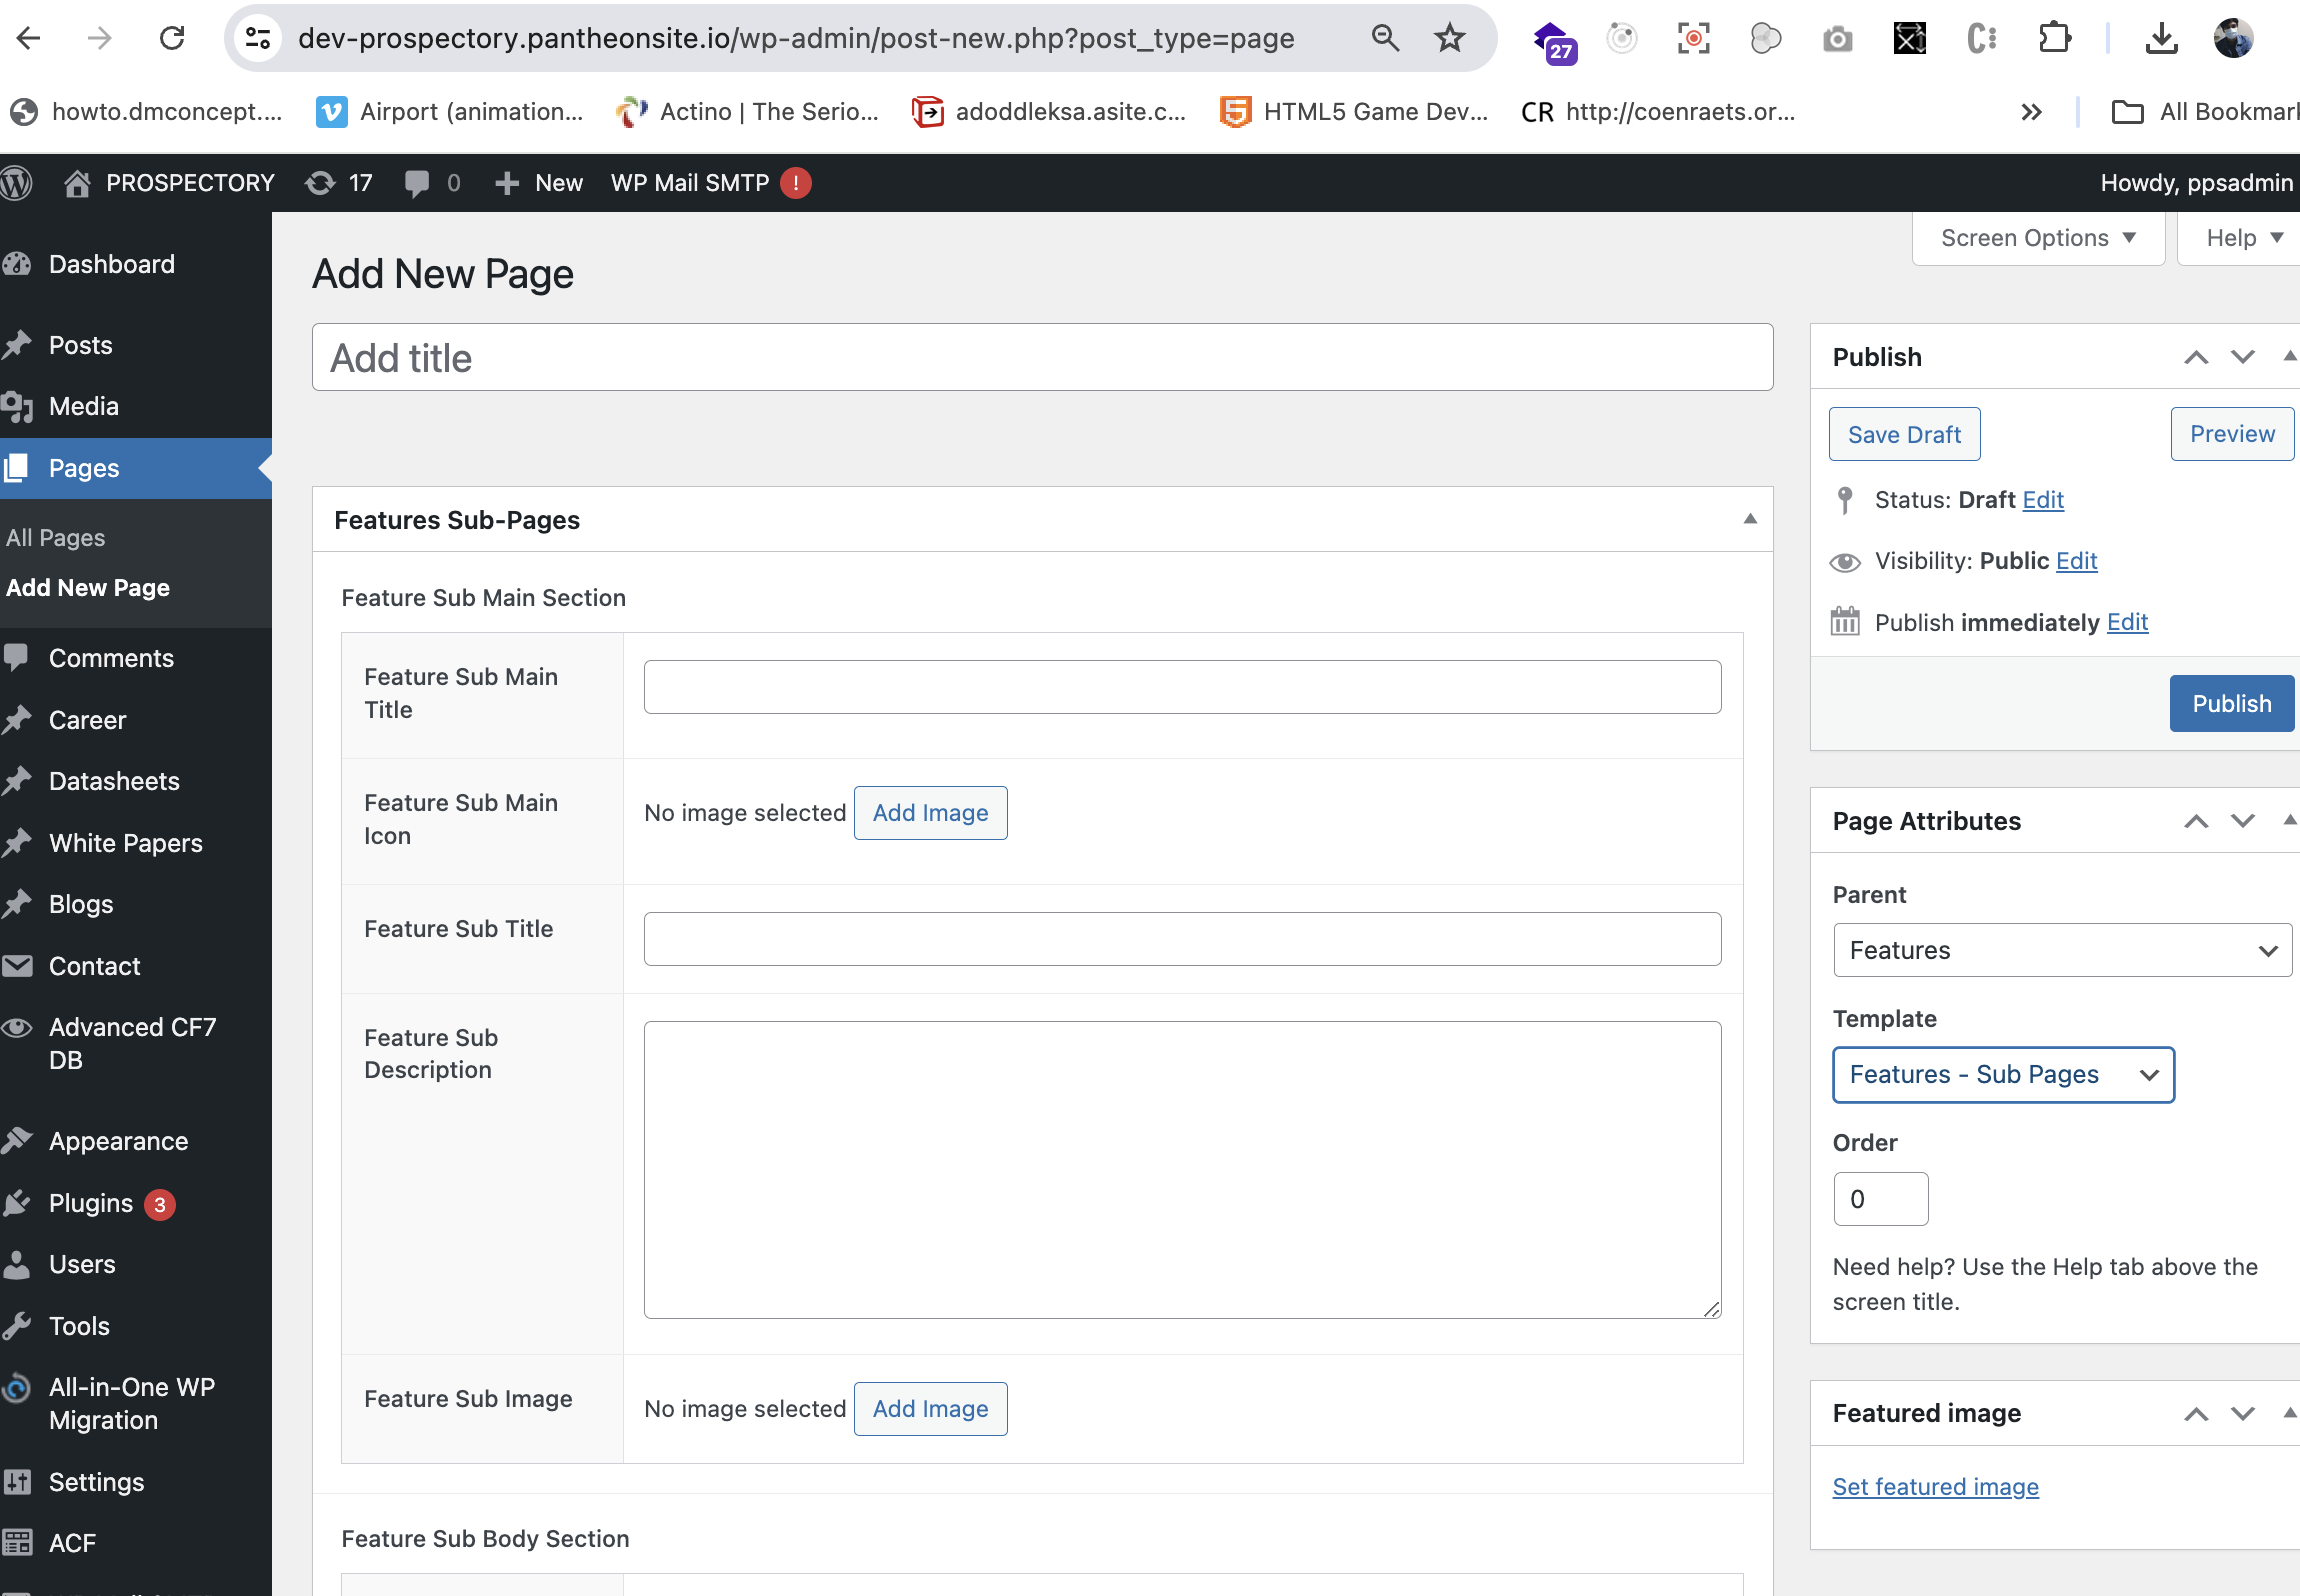 dev-prospectory.pantheonsite.io/wp-admin/post-new.php?post_type=page
27
howto.dmconcept....
Airport (animation...
Actino | The Serio...
adoddleksa.asite.c...
HTML5 Game Dev...
CR http://coenraets.or...
»
All Bookmark
PROSPECTORY
17
0
New
WP Mail SMTP !
Howdy, ppsadmin
Screen Options
Help
Dashboard
Posts
Media
Pages
All Pages
Add New Page
Comments
Career
Datasheets
White Papers
Blogs
Contact
Advanced CF7
DB
Appearance
Plugins 3
Users
Tools
All-in-One WP
Migration
Settings
ACF
Add New Page
Add title
Features Sub-Pages
Feature Sub Main Section
Feature Sub Main
Title
Feature Sub Main
Icon
No image selected Add Image
Feature Sub Title
Feature Sub
Description
Feature Sub Image
No image selected Add Image
Feature Sub Body Section
Publish
Save Draft
Preview
Status: Draft Edit
Visibility: Public Edit
Publish immediately Edit
Publish
Page Attributes
Parent
Features
Template
Features - Sub Pages
Order
0
Need help? Use the Help tab above the
screen title.
Featured image
Set featured image